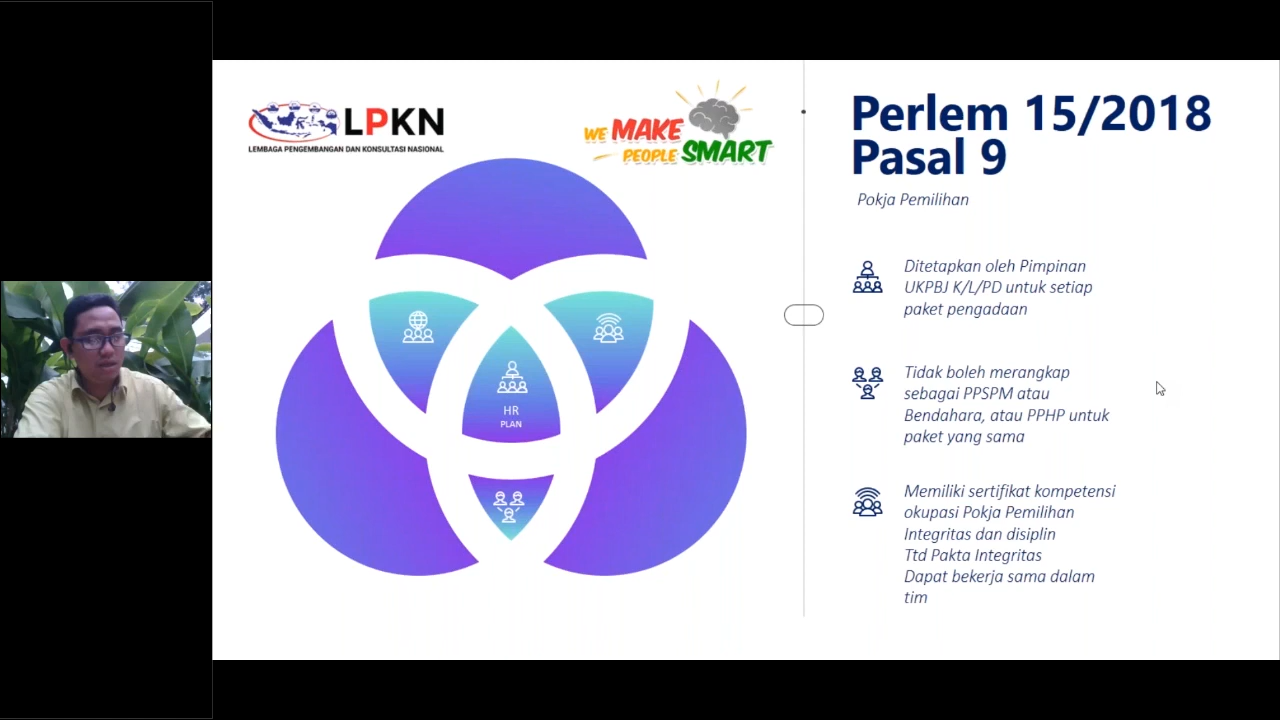 LPKN
LEMBAGA PENGEMBANGAN DAN KONSULTASI NASIONAL
WE MAKE
PEOPLE SMART
HR
PLAN
Perlem 15/2018
Pasal 9
Pokja Pemilihan
Ditetapkan oleh Pimpinan
UKPBJ K/L/PD untuk setiap
paket pengadaan
Tidak boleh merangkap
sebagai PPSPM atau
Bendahara, atau PPHP untuk
paket yang sama
Memiliki sertifikat kompetensi
okupasi Pokja Pemilihan
Integritas dan disiplin
Ttd Pakta Integritas
Dapat bekerja sama dalam
tim